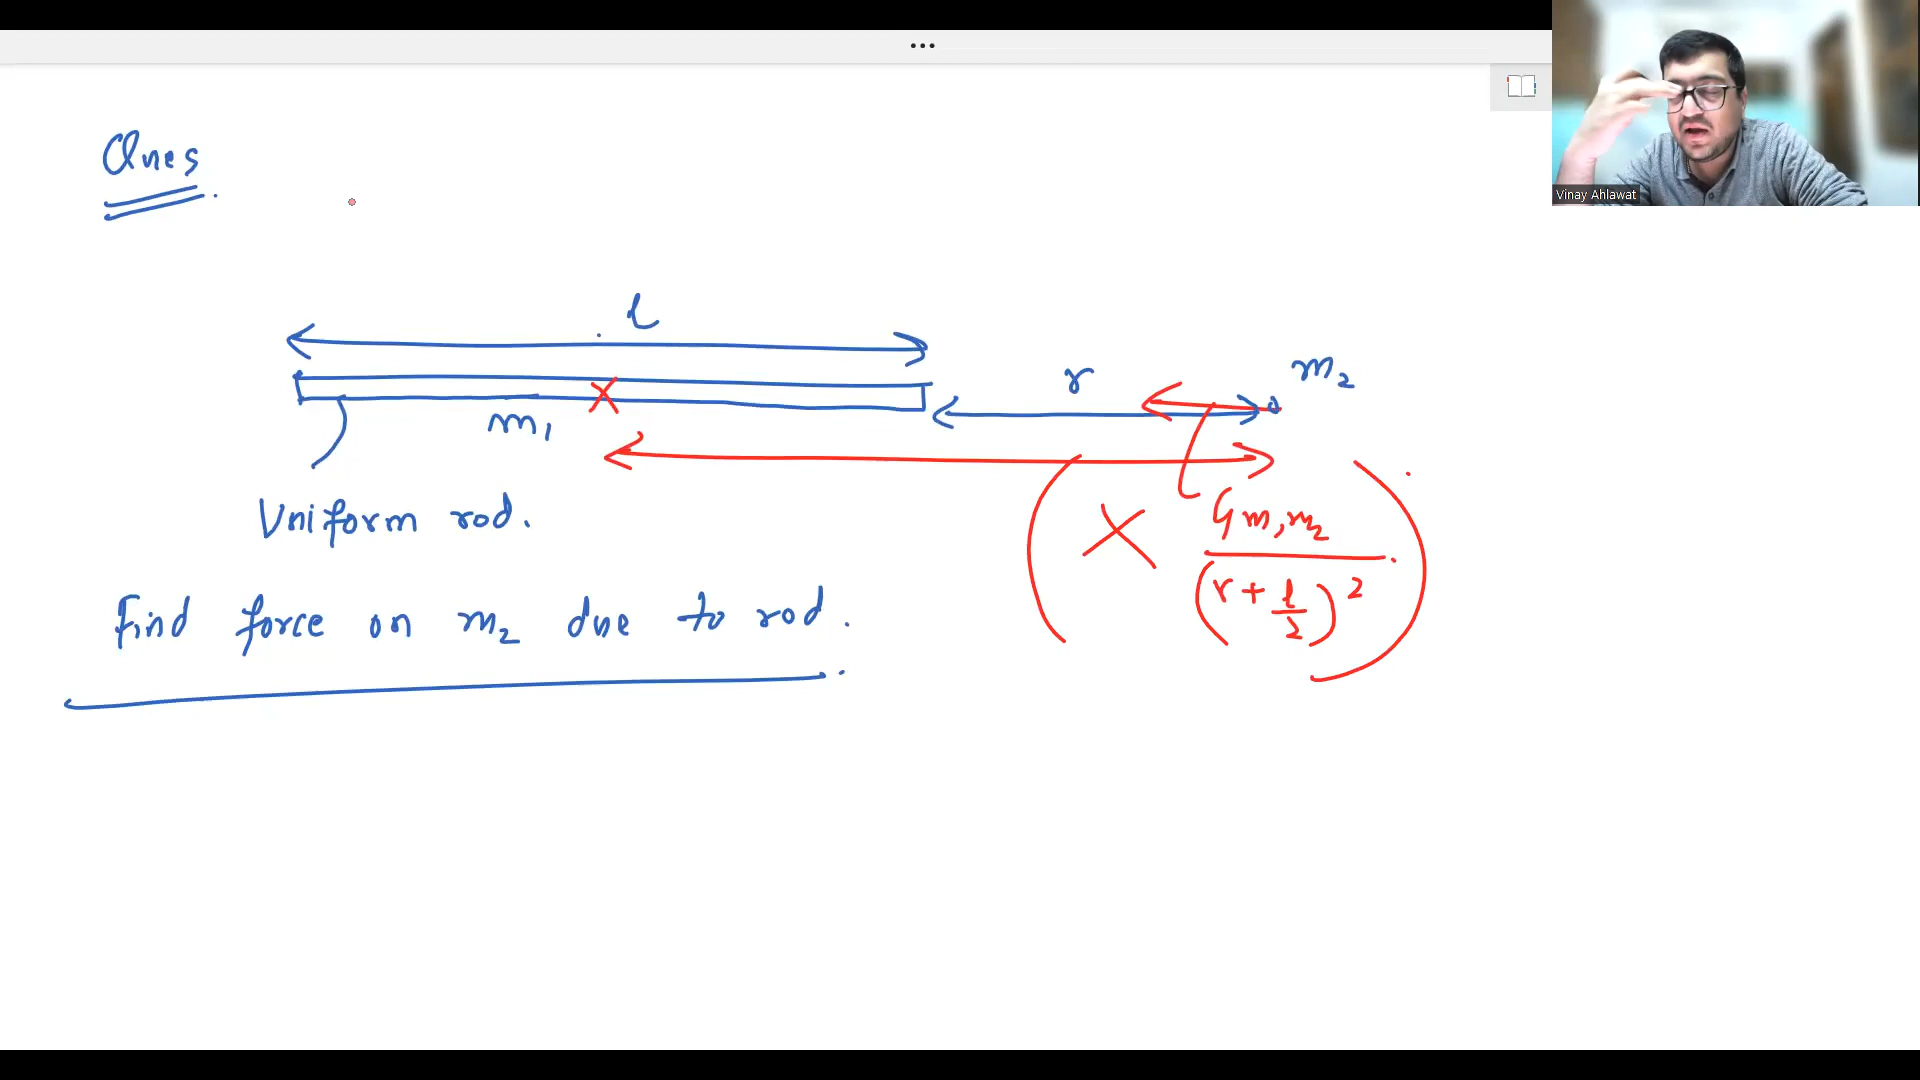 Ques
l
r
m₂
m₁
Uniform rod.
Find force on m₂ due to rod.
( X Gm₁m₂ / (r + l/2)² )
Vinay Ahlawat